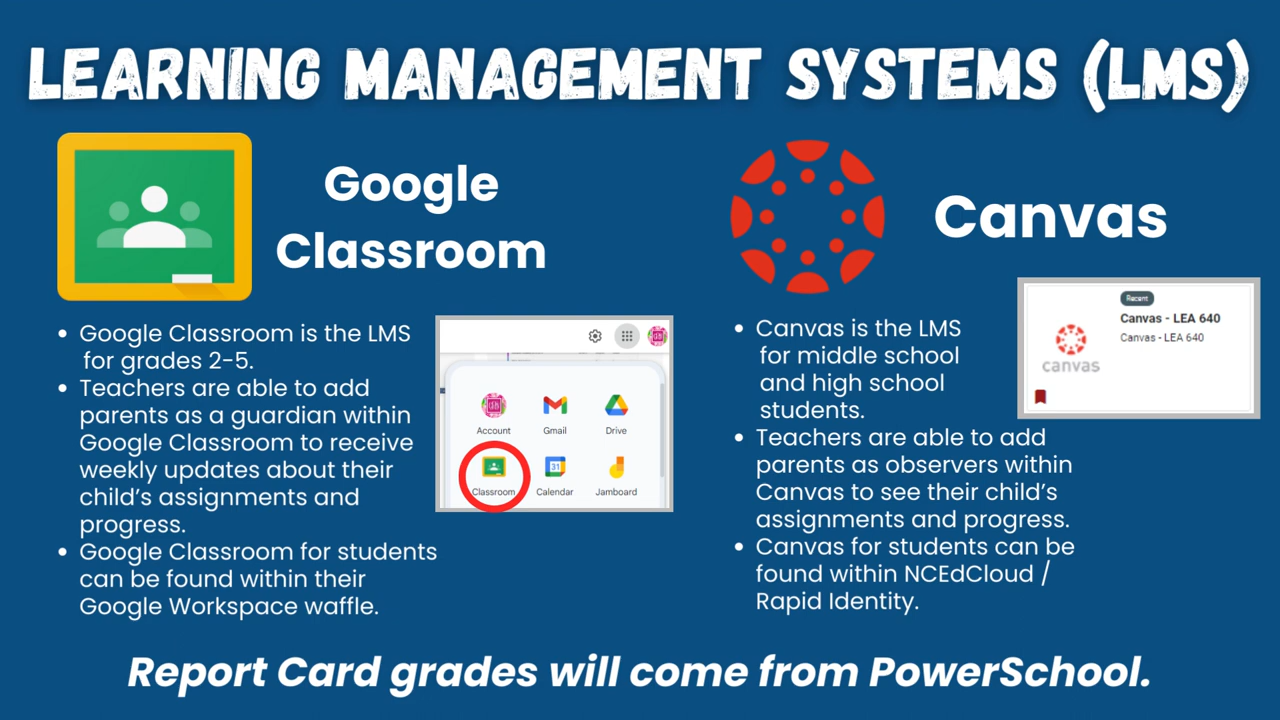 LEARNING MANAGEMENT SYSTEMS (LMS)
Google
Classroom
• Google Classroom is the LMS
for grades 2-5.
• Teachers are able to add
parents as a guardian within
Google Classroom to receive
weekly updates about their
child's assignments and
progress.
• Google Classroom for students
can be found within their
Google Workspace waffle.
Account
Gmail
Drive
Classroom
31
Calendar
Jamboard
Canvas
Recent
Canvas - LEA 640
Canvas - LEA 640
canvas
• Canvas is the LMS
for middle school
and high school
students.
• Teachers are able to add
parents as observers within
Canvas to see their child's
assignments and progress.
• Canvas for students can be
found within NCEdCloud /
Rapid Identity.
Report Card grades will come from PowerSchool.